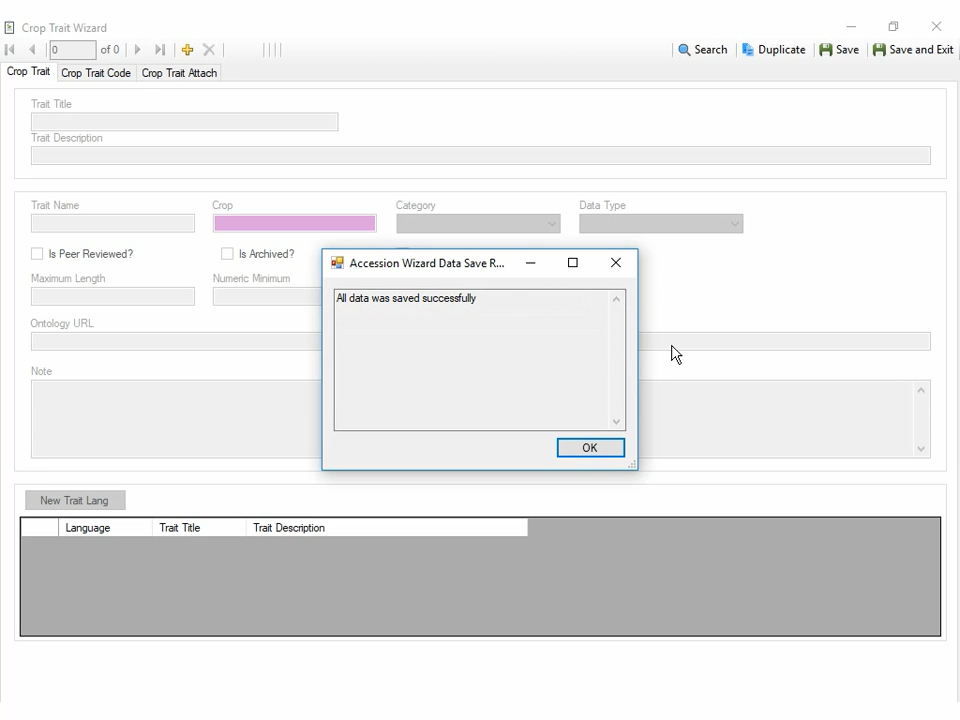 Crop Trait Wizard
0 of 0 Search Duplicate Save Save and Exit
Crop Trait Crop Trait Code Crop Trait Attach
Trait Title
Trait Description
Trait Name Crop Category Data Type
Is Peer Reviewed? Is Archived?
Maximum Length Numeric Minimum
Ontology URL
Note
Accession Wizard Data Save R...
All data was saved successfully
OK
New Trait Lang
Language Trait Title Trait Description